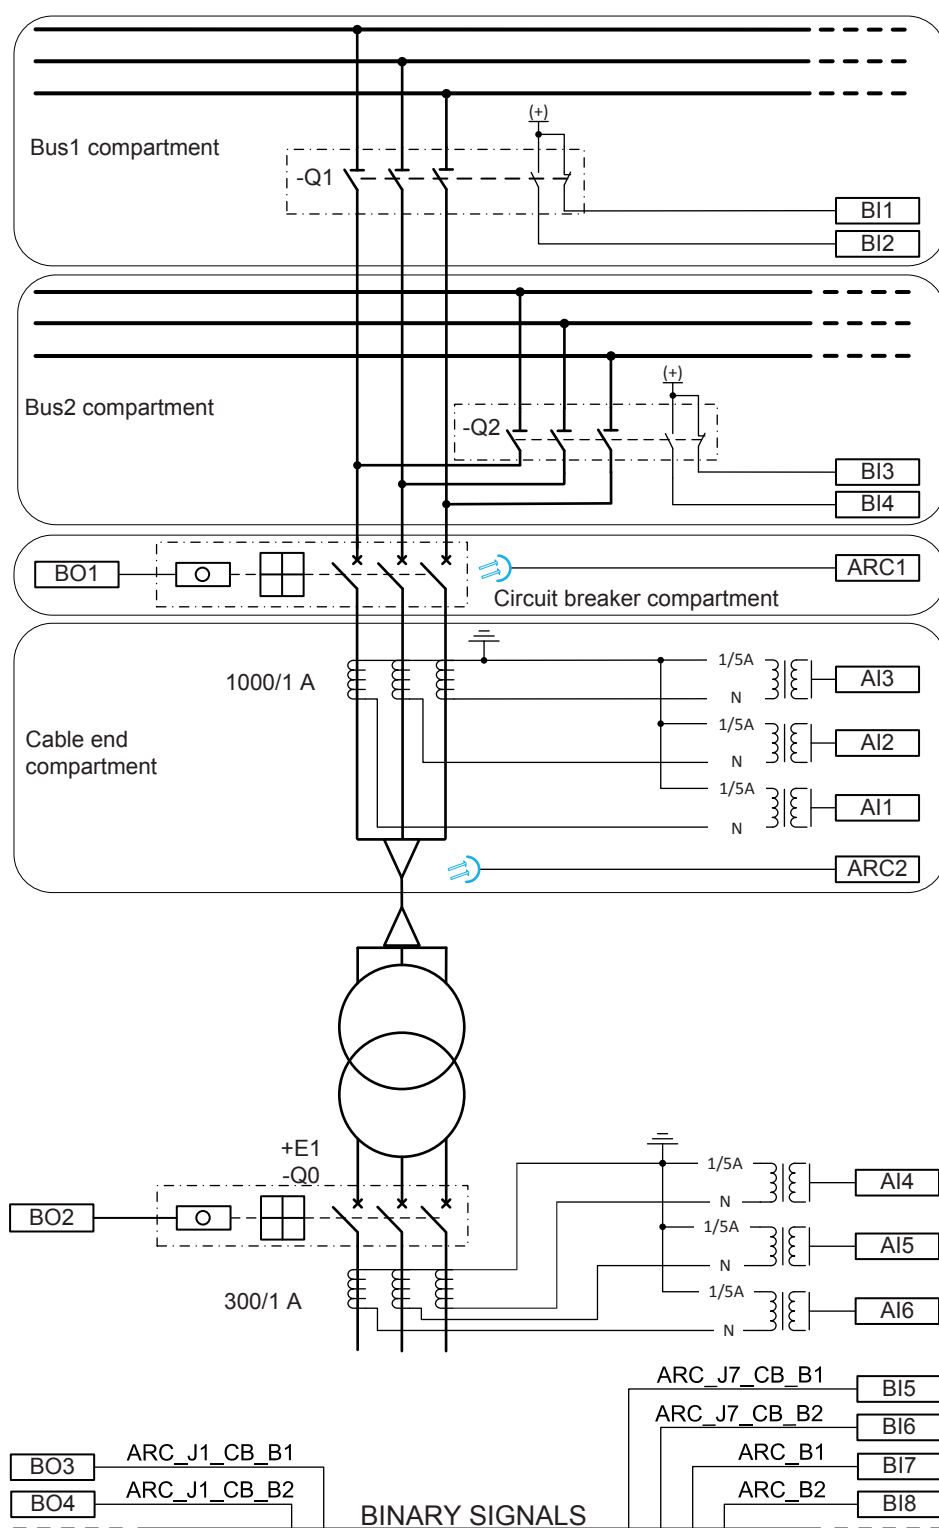 (+)
Bus1 compartment
-Q1
BI1
BI2
(+)
Bus2 compartment
-Q2
BI3
BI4
BO1
ARC1
Circuit breaker compartment
1000/1 A
1/5A
AI3
N
1/5A
Cable end
compartment
AI2
N
1/5A
AI1
N
ARC2
+E1
-Q0
1/5A
AI4
N
BO2
1/5A
AI5
N
300/1 A
1/5A
AI6
N
ARC_J7_CB_B1
BI5
ARC_J7_CB_B2
BI6
BO3
ARC_J1_CB_B1
ARC_B1
BI7
BO4
ARC_J1_CB_B2
ARC_B2
BI8
BINARY SIGNALS